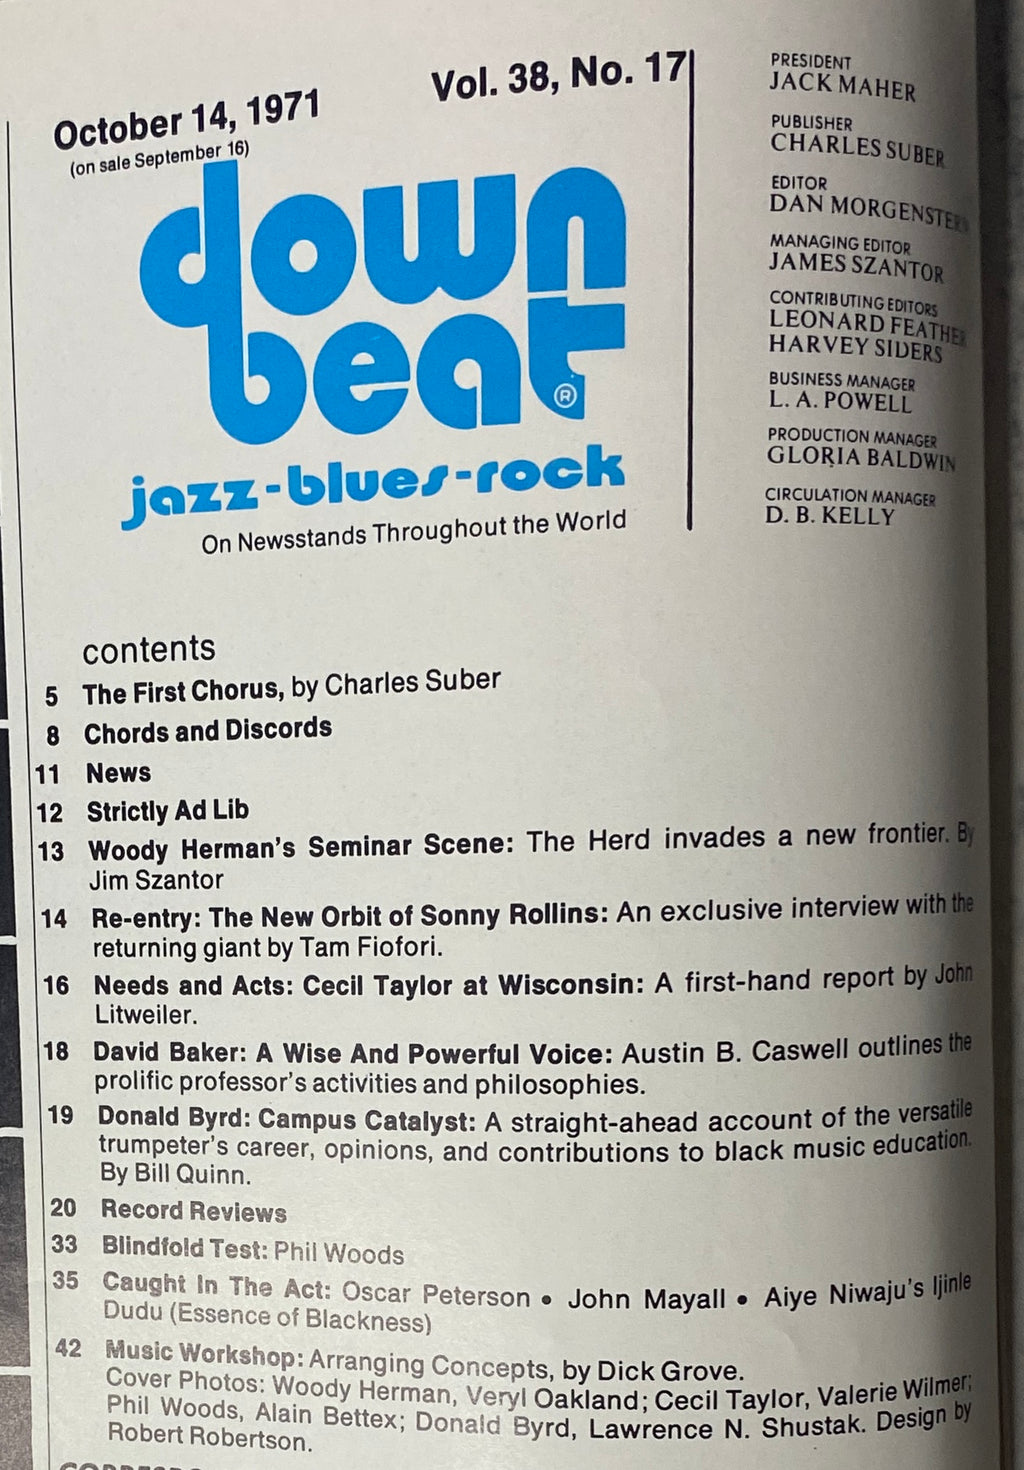 October 14, 1971
Vol. 38, No. 17
(on sale September 16)
down
beat
®
jazz-blues-rock
On Newsstands Throughout the World
PRESIDENT
JACK MAHER
PUBLISHER
CHARLES SUBER
EDITOR
DAN MORGENSTERN
MANAGING EDITOR
JAMES SZANTOR
CONTRIBUTING EDITORS
LEONARD FEATHER
HARVEY SIDERS
BUSINESS MANAGER
L. A. POWELL
PRODUCTION MANAGER
GLORIA BALDWIN
CIRCULATION MANAGER
D. B. KELLY
contents
5 The First Chorus, by Charles Suber
8 Chords and Discords
11 News
12 Strictly Ad Lib
13 Woody Herman's Seminar Scene: The Herd invades a new frontier. By
Jim Szantor
14 Re-entry: The New Orbit of Sonny Rollins: An exclusive interview with the
returning giant by Tam Fiofori.
16 Needs and Acts: Cecil Taylor at Wisconsin: A first-hand report by John
Litweiler.
18 David Baker: A Wise And Powerful Voice: Austin B. Caswell outlines the
prolific professor's activities and philosophies.
19 Donald Byrd: Campus Catalyst: A straight-ahead account of the versatile
trumpeter's career, opinions, and contributions to black music education.
By Bill Quinn.
20 Record Reviews
33 Blindfold Test: Phil Woods
35 Caught In The Act: Oscar Peterson • John Mayall • Aiye Niwaju's Ijinle
Dudu (Essence of Blackness)
42 Music Workshop: Arranging Concepts, by Dick Grove.
Cover Photos: Woody Herman, Veryl Oakland; Cecil Taylor, Valerie Wilmer;
Phil Woods, Alain Bettex; Donald Byrd, Lawrence N. Shustak. Design by
Robert Robertson.